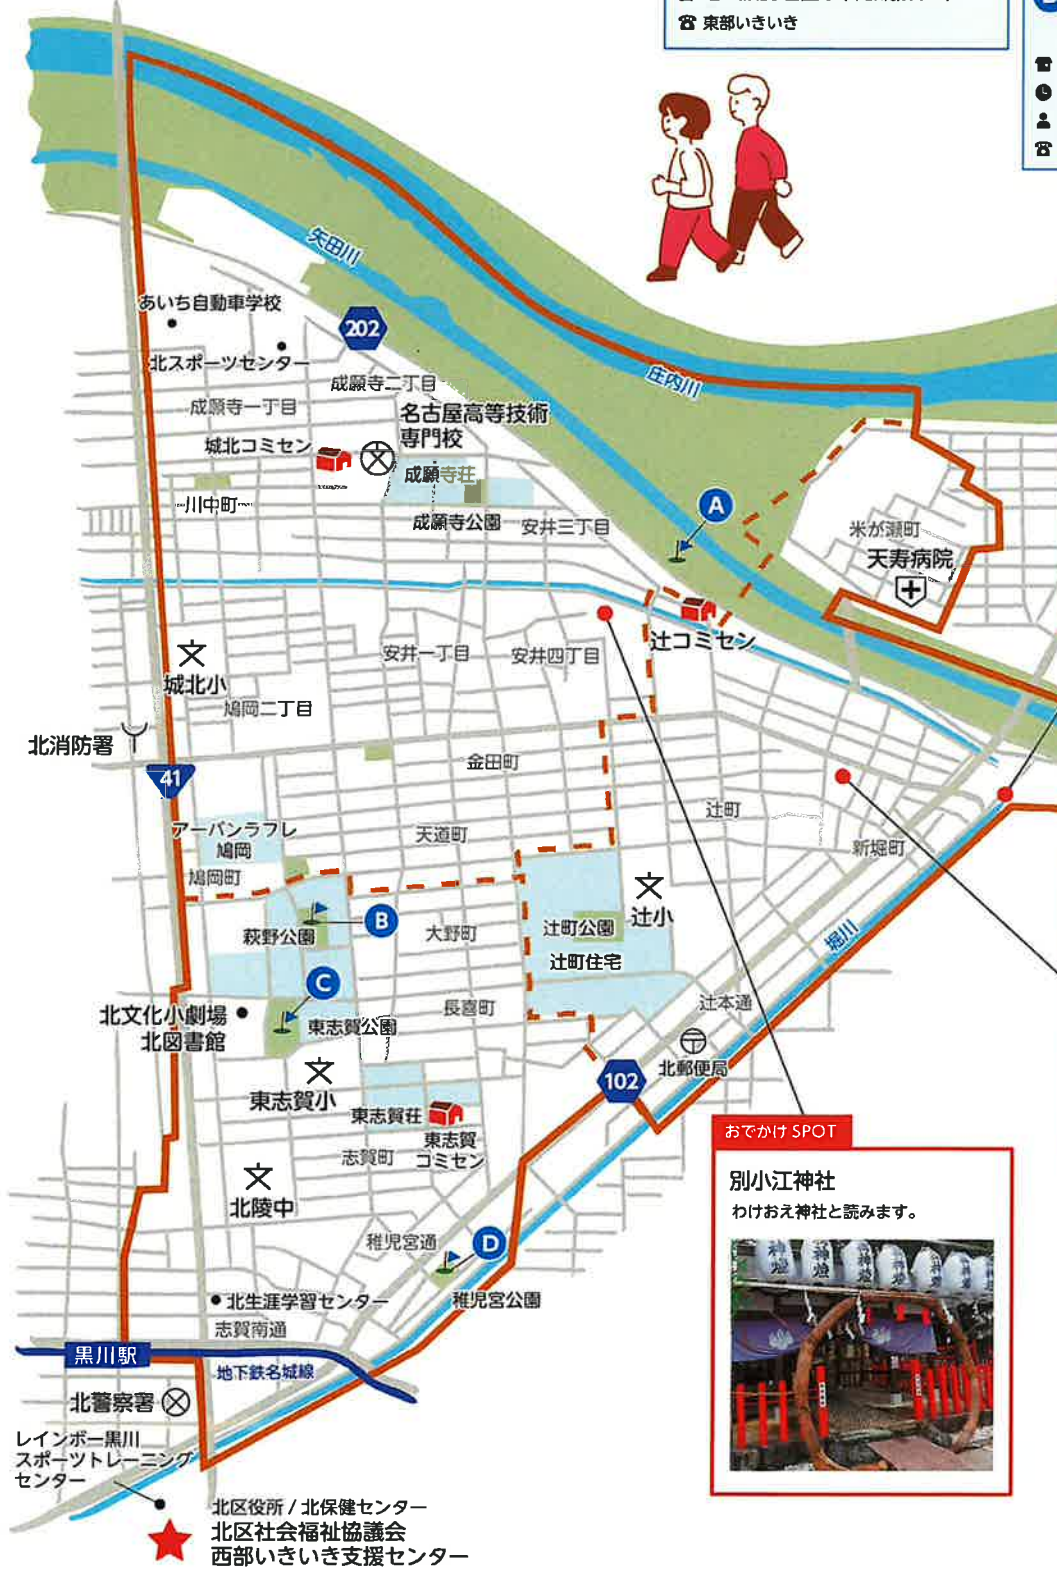 東部いきいき
矢田川
あいち自動車学校
202
北スポーツセンター
庄内川
成願寺二丁目
成願寺一丁目
名古屋高等技術
専門校
城北コミセン
成願寺荘
川中町
A
成願寺公園
安井三丁目
米が瀬町
天寿病院
辻コミセン
安井一丁目
安井四丁目
城北小
鳩岡二丁目
北消防署
金田町
41
辻町
アーバンラフレ
鳩岡
天道町
新堀町
鳩岡町
B
辻小
萩野公園
大野町
辻町公園
堀川
辻町住宅
C
辻本通
長喜町
北文化小劇場
北図書館
東志賀公園
北郵便局
102
東志賀小
東志賀荘
東志賀
コミセン
志賀町
おでかけ SPOT
別小江神社
わけおえ神社と読みます。
北陵中
稚児宮通
D
稚児宮公園
北生涯学習センター
志賀南通
黒川駅
地下鉄名城線
北警察署
レインボー黒川
スポーツトレーニング
センター
北区役所 / 北保健センター
北区社会福祉協議会
西部いきいき支援センター